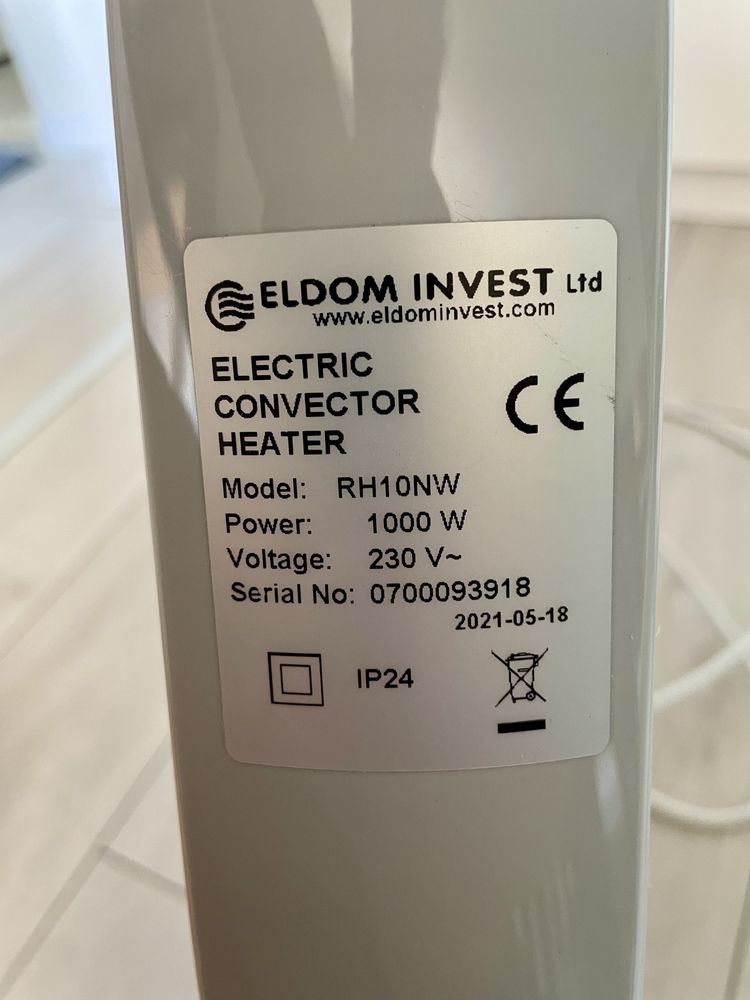 ELDOM INVEST Ltd
www.eldominvest.com
ELECTRIC
CONVECTOR
HEATER
CE
Model: RH10NW
Power: 1000 W
Voltage: 230 V~
Serial No: 0700093918
2021-05-18
IP24